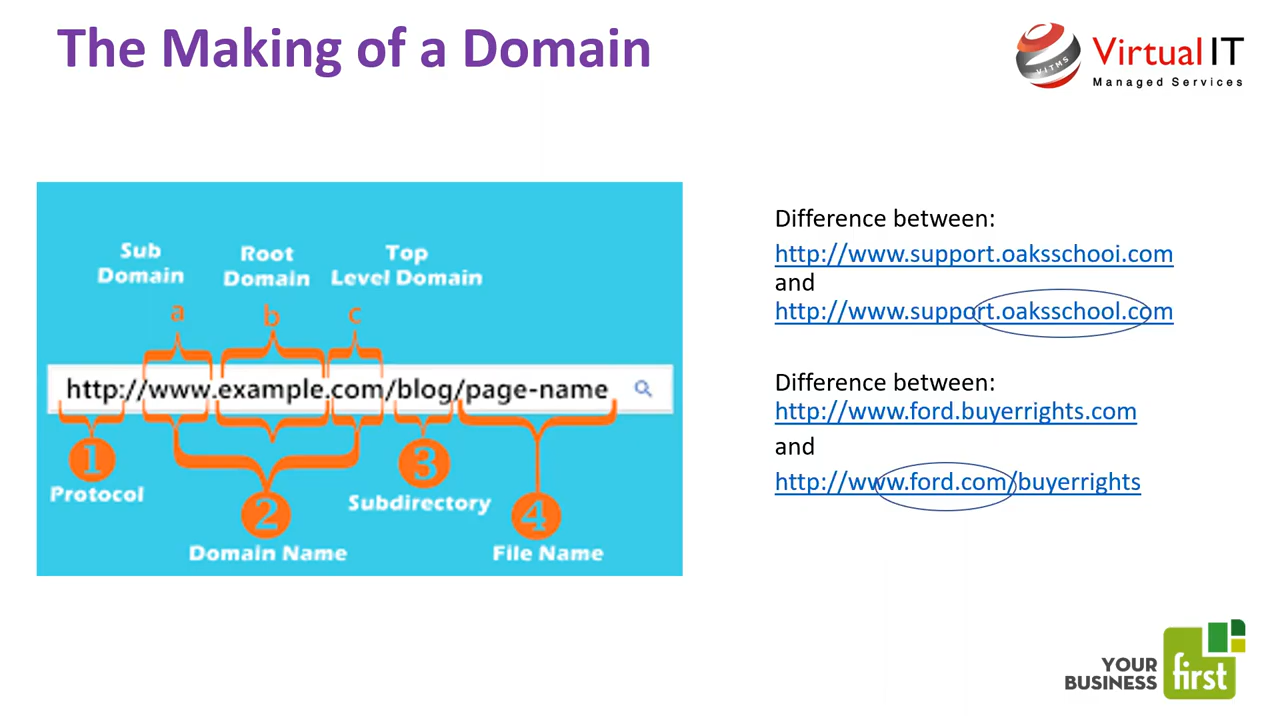 The Making of a Domain
ViTMS
Virtual IT
Managed Services
Sub
Domain
Root
Domain
Top
Level Domain
a
b
c
http://www.example.com/blog/page-name
1
Protocol
2
Domain Name
3
Subdirectory
4
File Name
Difference between:
http://www.support.oaksschooi.com
and
http://www.support.oaksschool.com
Difference between:
http://www.ford.buyerrights.com
and
http://www.ford.com/buyerrights
YOUR
BUSINESS
first